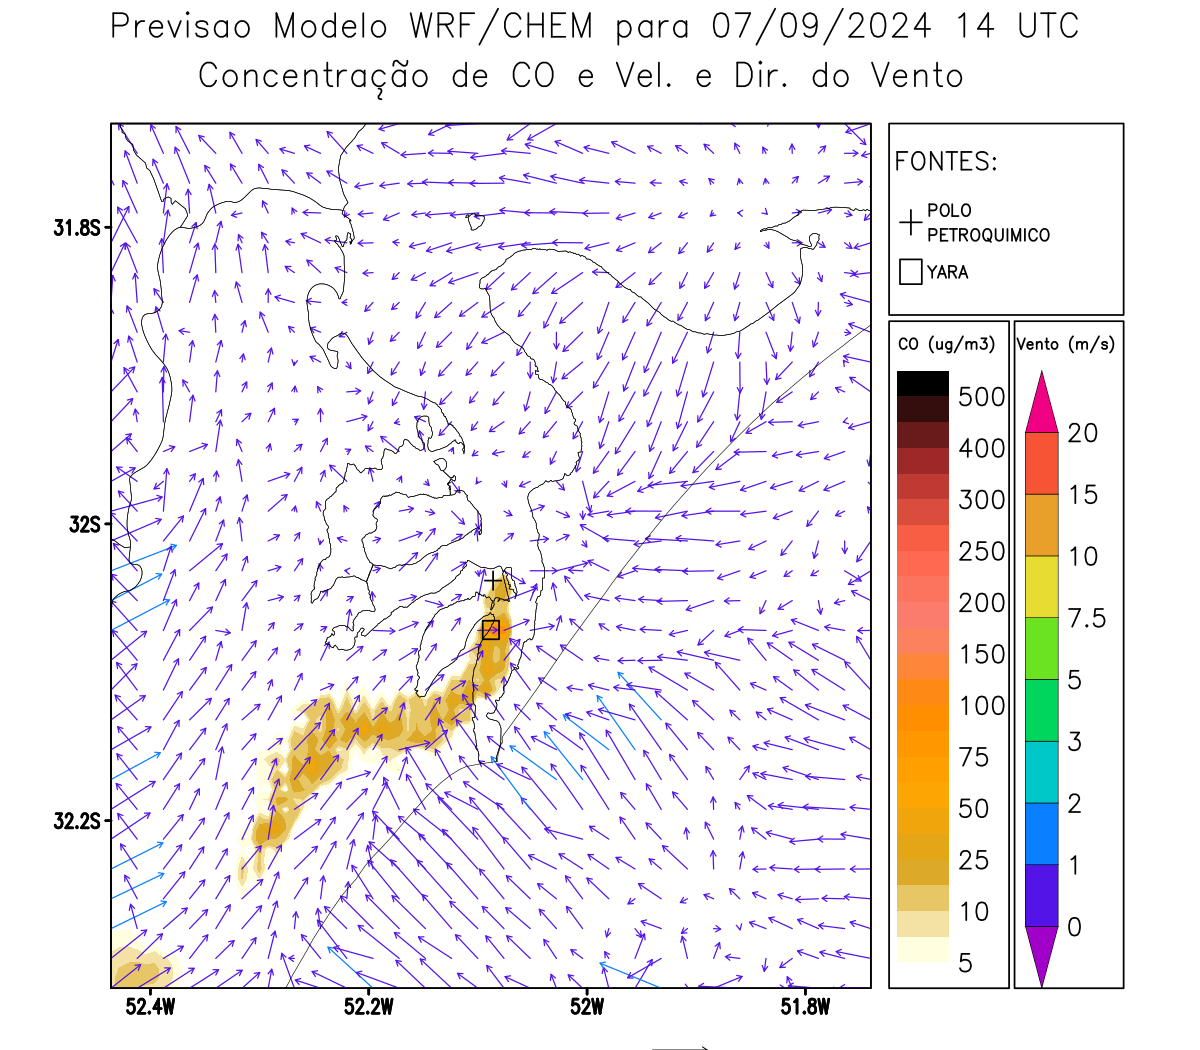 Previsao Modelo WRF/CHEM para 07/09/2024 14 UTC
Concentração de CO e Vel. e Dir. do Vento
FONTES:
POLO
PETROQUIMICO
YARA
CO (ug/m3)
500
400
300
250
200
150
100
75
50
25
10
5
Vento (m/s)
20
15
10
7.5
5
3
2
1
0
31.8S
32S
32.2S
52.4W
52.2W
52W
51.8W